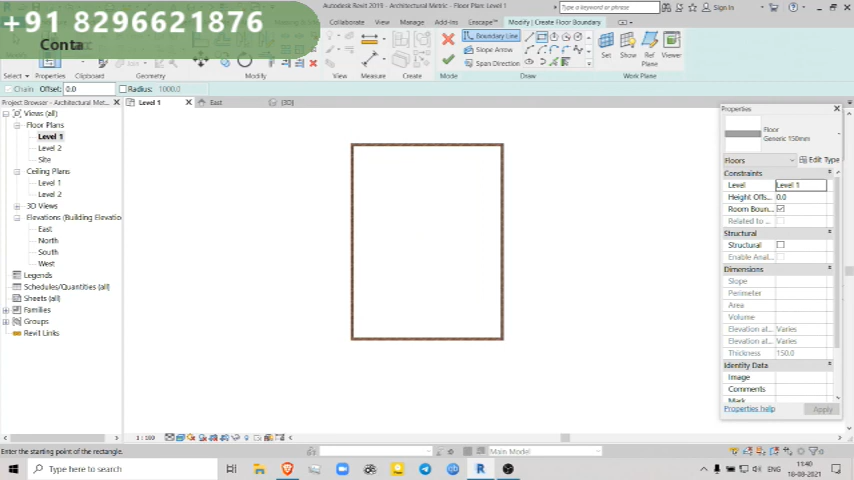 +91 8296621876
Conta
Autodesk Revit 2019 - Floor Plan: Level 1
Type a keyword or phrase
Sign In
Collaborate View Manage Add-Ins Enscape™ Modify | Create Floor Boundary
Boundary Line
Slope Arrow
Span Direction
Set Show Ref Plane Viewer
Select Properties Clipboard Geometry Modify View Measure Create Mode Draw Work Plane
Chain Offset: 0.0 Radius: 1000.0
Project Browser - Architectural Met...
Level 1 East {3D}
Views (all)
Floor Plans
Level 1
Level 2
Site
Ceiling Plans
Level 1
Level 2
3D Views
Elevations (Building Elevatio
East
North
South
West
Legends
Schedules/Quantities (all)
Sheets (all)
Families
Groups
Revit Links
Properties
Floor
Generic 150mm
Floors Edit Type
Constraints
Level Level 1
Height Offs... 0.0
Room Boun...
Related to ...
Structural
Structural
Enable Anal...
Dimensions
Slope
Perimeter
Area
Volume
Elevation at... Varies
Elevation at... Varies
Thickness 150.0
Identity Data
Image
Comments
Mark
Properties help Apply
1 : 100
Enter the starting point of the rectangle.
Main Model
Type here to search
ENG
11:40
18-08-2021